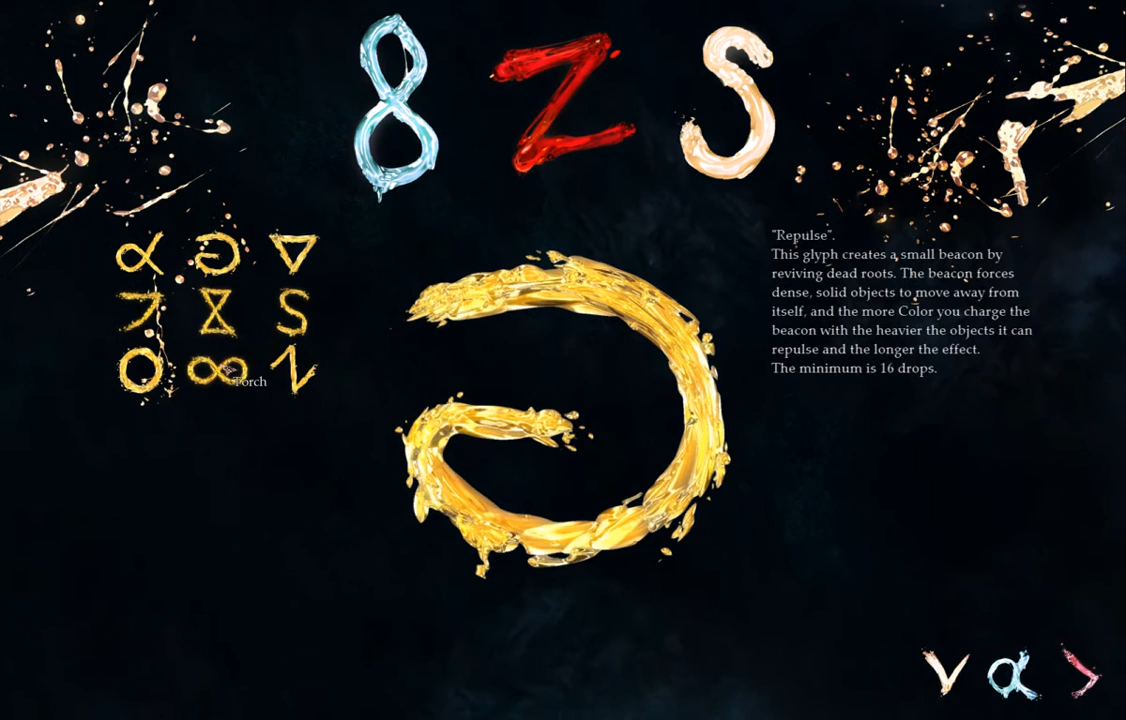 8 Z S
"Repulse".
This glyph creates a small beacon by
reviving dead roots. The beacon forces
dense, solid objects to move away from
itself, and the more Color you charge the
beacon with the heavier the objects it can
repulse and the longer the effect.
The minimum is 16 drops.
Torch